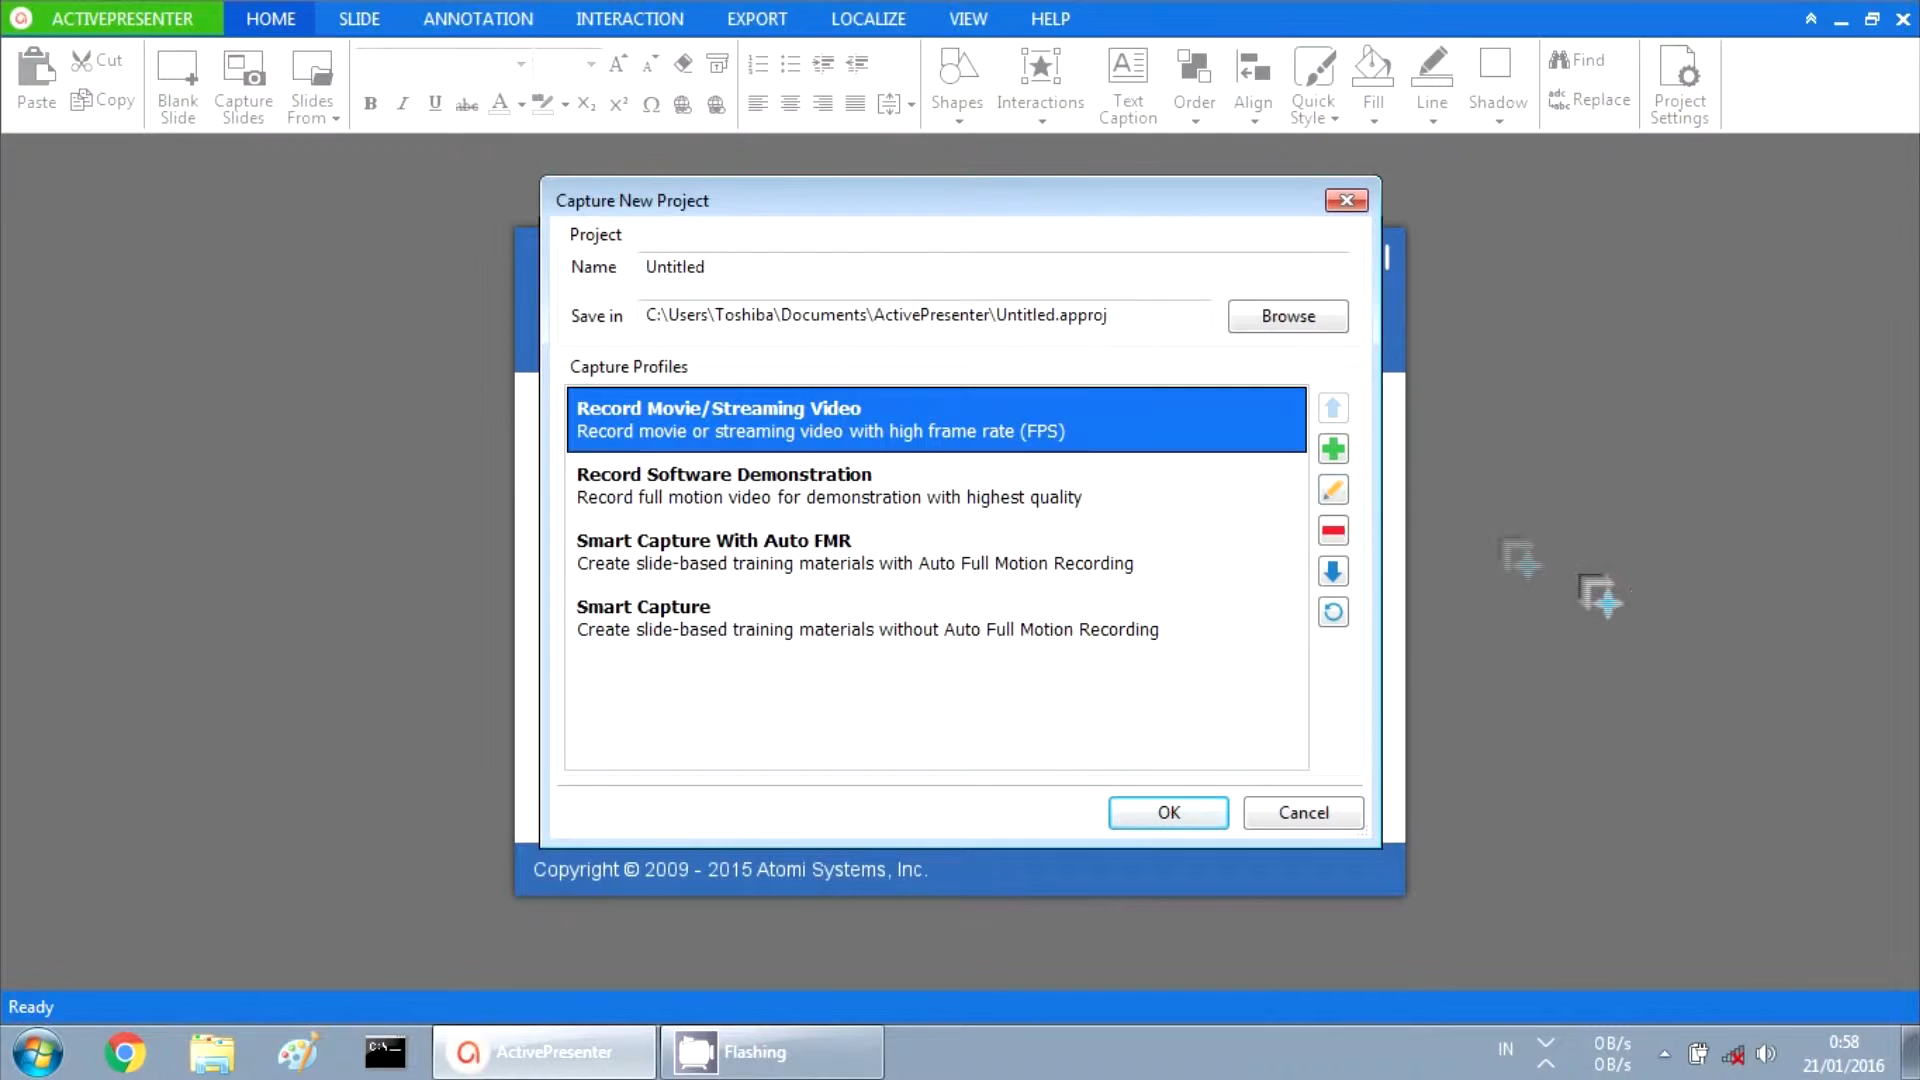 ACTIVEPRESENTER HOME SLIDE ANNOTATION INTERACTION EXPORT LOCALIZE VIEW HELP
Paste
Cut
Copy
Blank Slide
Capture Slides
Slides From
Shapes
Interactions
Text Caption
Order
Align
Quick Style
Fill
Line
Shadow
Find
Replace
Project Settings
Capture New Project
Project
Name Untitled
Save in C:\Users\Toshiba\Documents\ActivePresenter\Untitled.approj Browse
Capture Profiles
Record Movie/Streaming Video
Record movie or streaming video with high frame rate (FPS)
Record Software Demonstration
Record full motion video for demonstration with highest quality
Smart Capture With Auto FMR
Create slide-based training materials with Auto Full Motion Recording
Smart Capture
Create slide-based training materials without Auto Full Motion Recording
OK Cancel
Copyright © 2009 - 2015 Atomi Systems, Inc.
Ready
ActivePresenter
Flashing
IN
0B/s
0B/s
0:58
21/01/2016